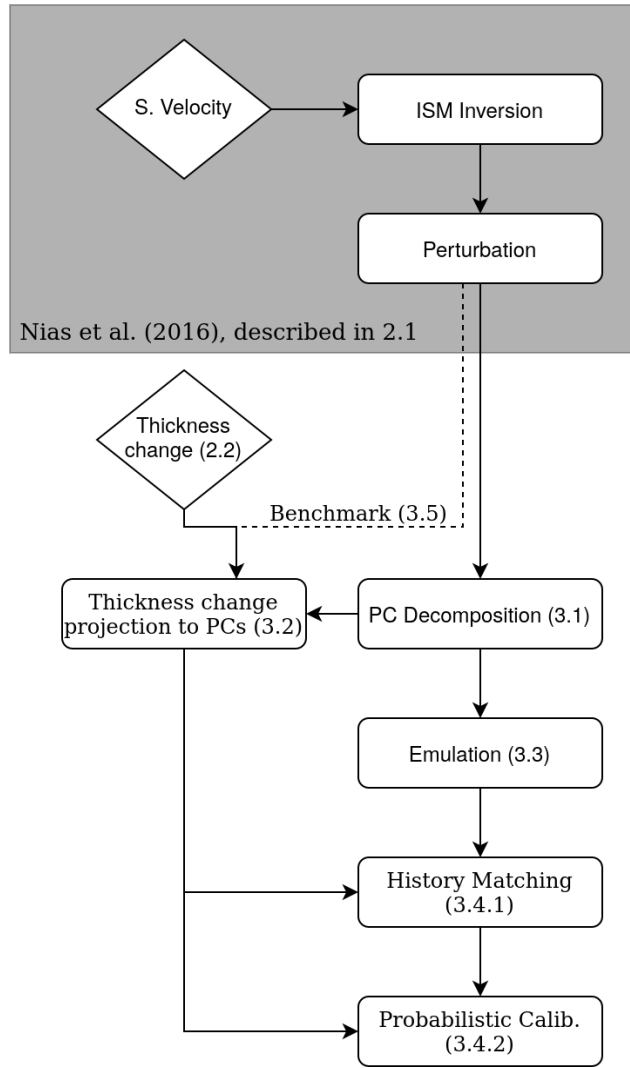 S. Velocity
ISM Inversion
Perturbation
Nias et al. (2016), described in 2.1
Thickness
change (2.2)
Benchmark (3.5)
Thickness change
projection to PCs (3.2)
PC Decomposition (3.1)
Emulation (3.3)
History Matching
(3.4.1)
Probabilistic Calib.
(3.4.2)